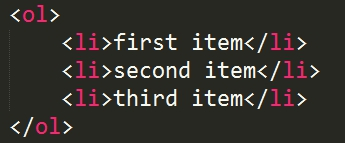 <ol>
    <li>first item</li>
    <li>second item</li>
    <li>third item</li>
</ol>